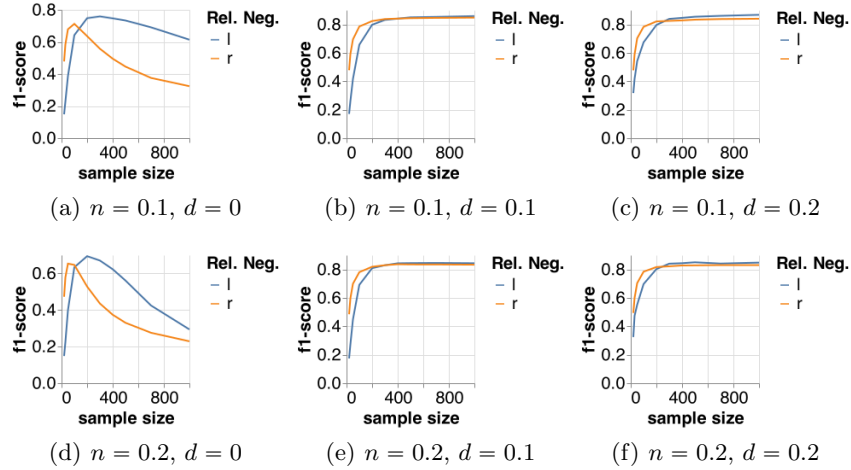 0.8
0.6
0.4
0.2
0.0
f1-score
0 400 800
sample size
Rel. Neg.
l
r
(a) n = 0.1, d = 0
0.8
0.6
0.4
0.2
0.0
f1-score
0 400 800
sample size
Rel. Neg.
l
r
(b) n = 0.1, d = 0.1
0.8
0.6
0.4
0.2
0.0
f1-score
0 400 800
sample size
Rel. Neg.
l
r
(c) n = 0.1, d = 0.2
0.6
0.4
0.2
0.0
f1-score
0 400 800
sample size
Rel. Neg.
l
r
(d) n = 0.2, d = 0
0.8
0.6
0.4
0.2
0.0
f1-score
0 400 800
sample size
Rel. Neg.
l
r
(e) n = 0.2, d = 0.1
0.8
0.6
0.4
0.2
0.0
f1-score
0 400 800
sample size
Rel. Neg.
l
r
(f) n = 0.2, d = 0.2